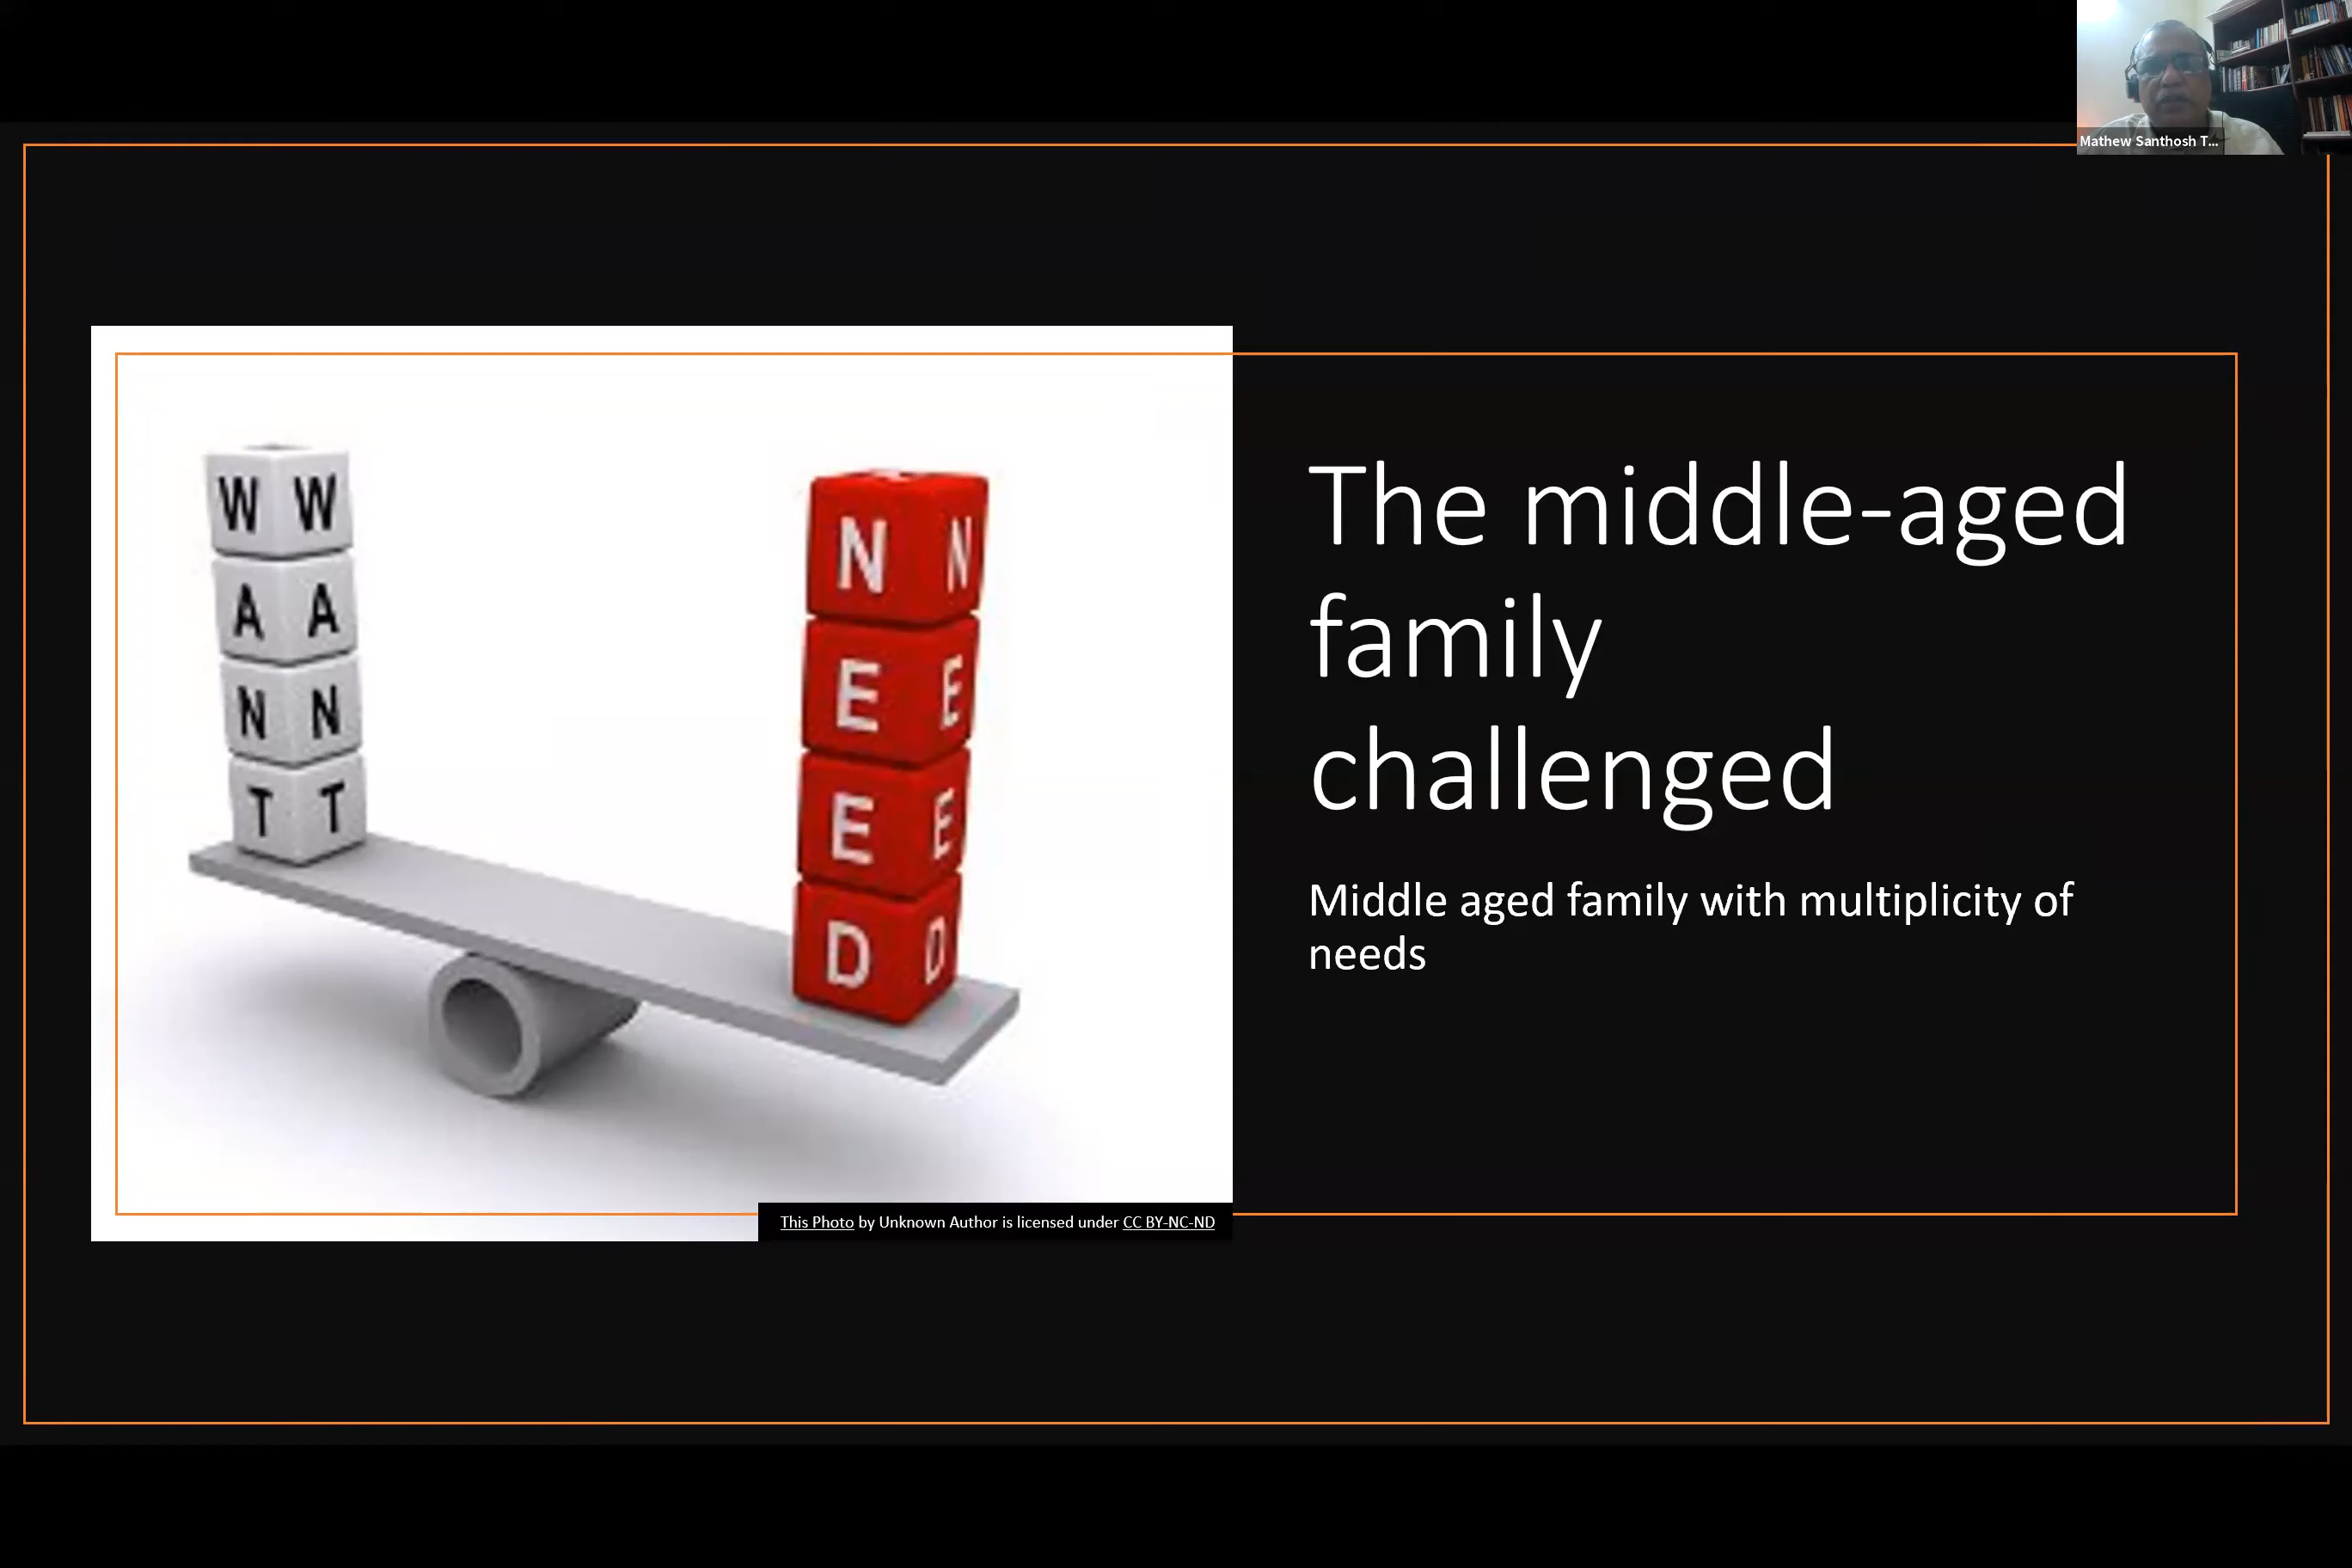 Mathew Santhosh T...
W W
A A
N N
T T
N N
E E
E E
D D
The middle-aged
family
challenged
Middle aged family with multiplicity of
needs
This Photo by Unknown Author is licensed under CC BY-NC-ND